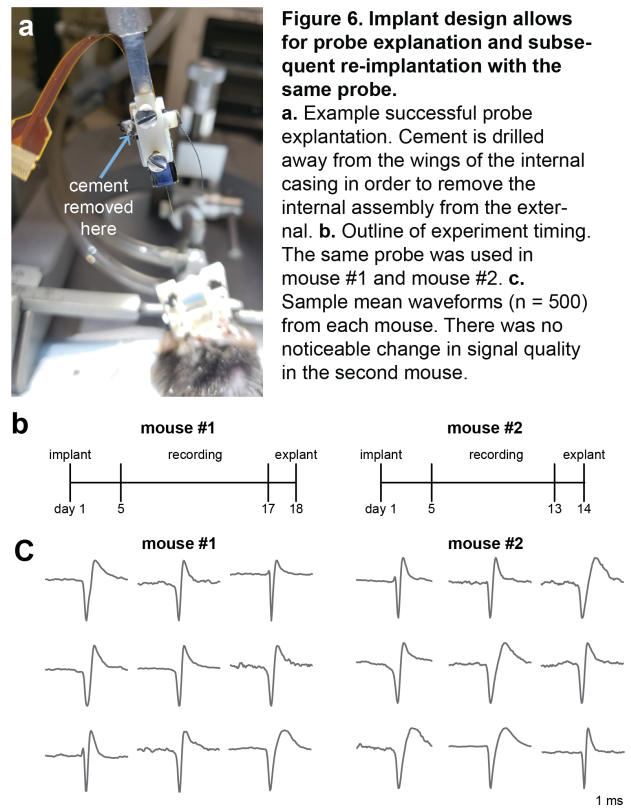 a
cement
removed
here
Figure 6. Implant design allows
for probe explanation and subse-
quent re-implantation with the
same probe.
a. Example successful probe
explantation. Cement is drilled
away from the wings of the internal
casing in order to remove the
internal assembly from the exter-
nal. b. Outline of experiment timing.
The same probe was used in
mouse #1 and mouse #2. c.
Sample mean waveforms (n = 500)
from each mouse. There was no
noticeable change in signal quality
in the second mouse.
b
mouse #1
implant recording explant
day 1 5 17 18
mouse #2
implant recording explant
day 1 5 13 14
C
mouse #1
mouse #2
1 ms